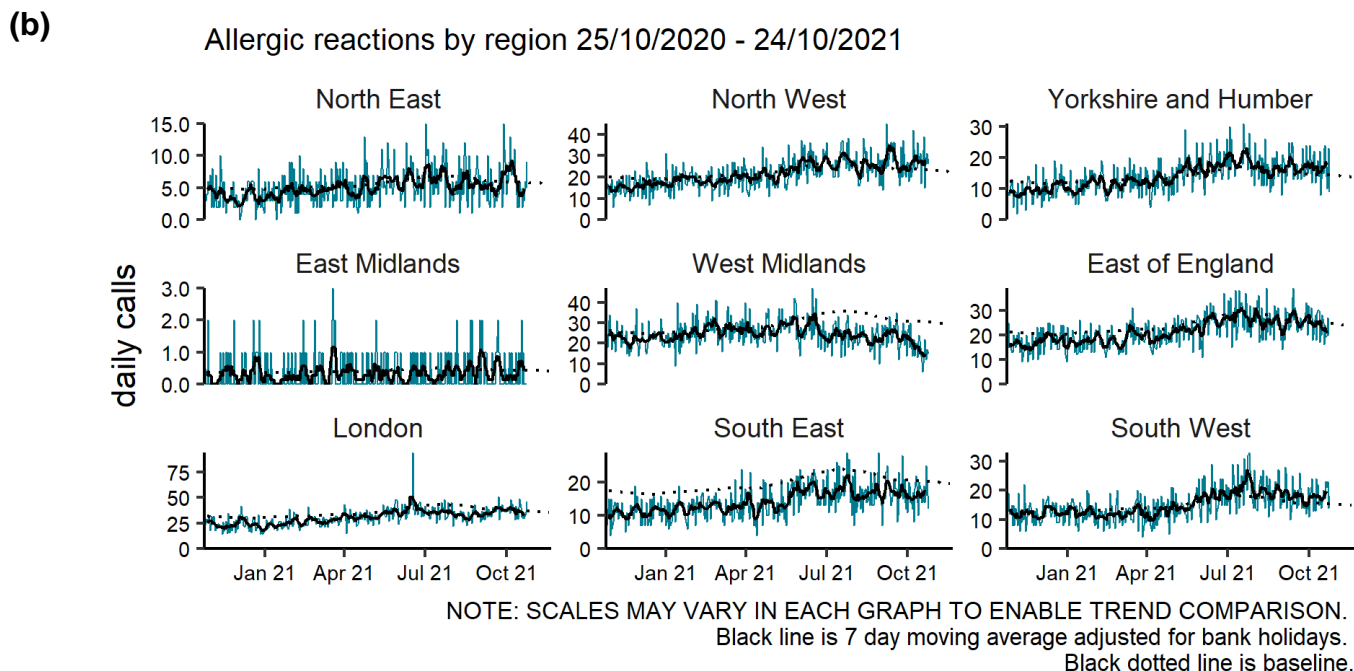 (b)
Allergic reactions by region 25/10/2020 - 24/10/2021
North East
North West
Yorkshire and Humber
15.0
10.0
5.0
0.0
40
30
20
10
0
30
20
10
0
East Midlands
West Midlands
East of England
daily calls
3.0
2.0
1.0
0.0
40
30
20
10
0
30
20
10
0
London
South East
South West
75
50
25
0
20
10
0
30
20
10
0
Jan 21 Apr 21 Jul 21 Oct 21
Jan 21 Apr 21 Jul 21 Oct 21
Jan 21 Apr 21 Jul 21 Oct 21
NOTE: SCALES MAY VARY IN EACH GRAPH TO ENABLE TREND COMPARISON.
Black line is 7 day moving average adjusted for bank holidays.
Black dotted line is baseline.